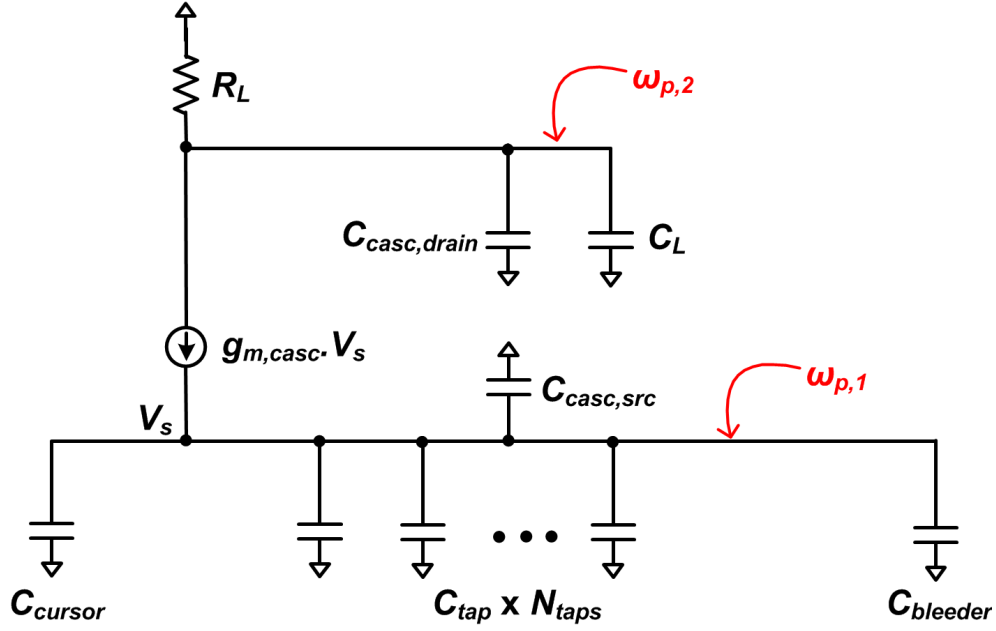 R_L
ω_p,2
C_casc,drain
C_L
g_m,casc.V_s
C_casc,src
ω_p,1
V_s
C_cursor
C_tap x N_taps
C_bleeder